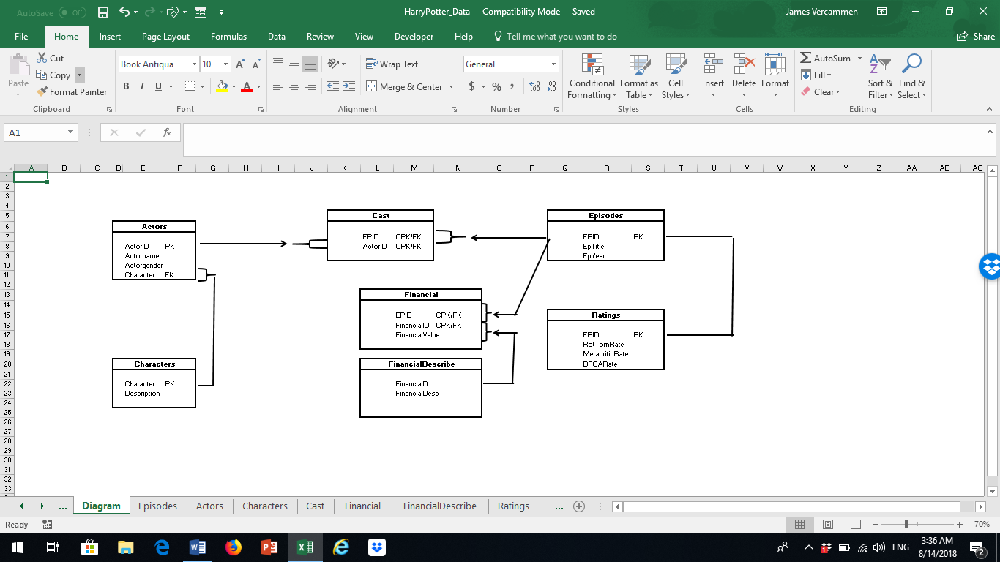 AutoSave Off
HarryPotter_Data - Compatibility Mode - Saved
James Vercammen
File Home Insert Page Layout Formulas Data Review View Developer Help Tell me what you want to do Share
Paste
Cut
Copy
Format Painter
Clipboard
Book Antiqua 10
B I U
Font
Wrap Text
Merge & Center
Alignment
General
$ % ,
Number
Conditional Formatting
Format as Table
Cell Styles
Styles
Insert Delete Format
Cells
AutoSum
Fill
Clear
Sort & Filter
Find & Select
Editing
A1
fx
A B C D E F G H I J K L M N O P Q R S T U V W X Y Z AA AB AC
1
2
3
4
5
6
7
8
9
10
11
12
13
14
15
16
17
18
19
20
21
22
23
24
25
26
27
28
29
30
31
32
33
Actors
ActorID PK
Actorname
Actorgender
Character FK
Cast
EPID CPK/FK
ActorID CPK/FK
Episodes
EPID PK
EpTitle
EpYear
Financial
EPID CPK/FK
FinancialID CPK/FK
FinancialValue
Ratings
EPID PK
RotTomRate
MetacriticRate
BFCARate
Characters
Character PK
Description
FinancialDescribe
FinancialD
FinancialDesc
... Diagram Episodes Actors Characters Cast Financial FinancialDescribe Ratings ...
Ready
70%
ENG
3:36 AM
8/14/2018
2